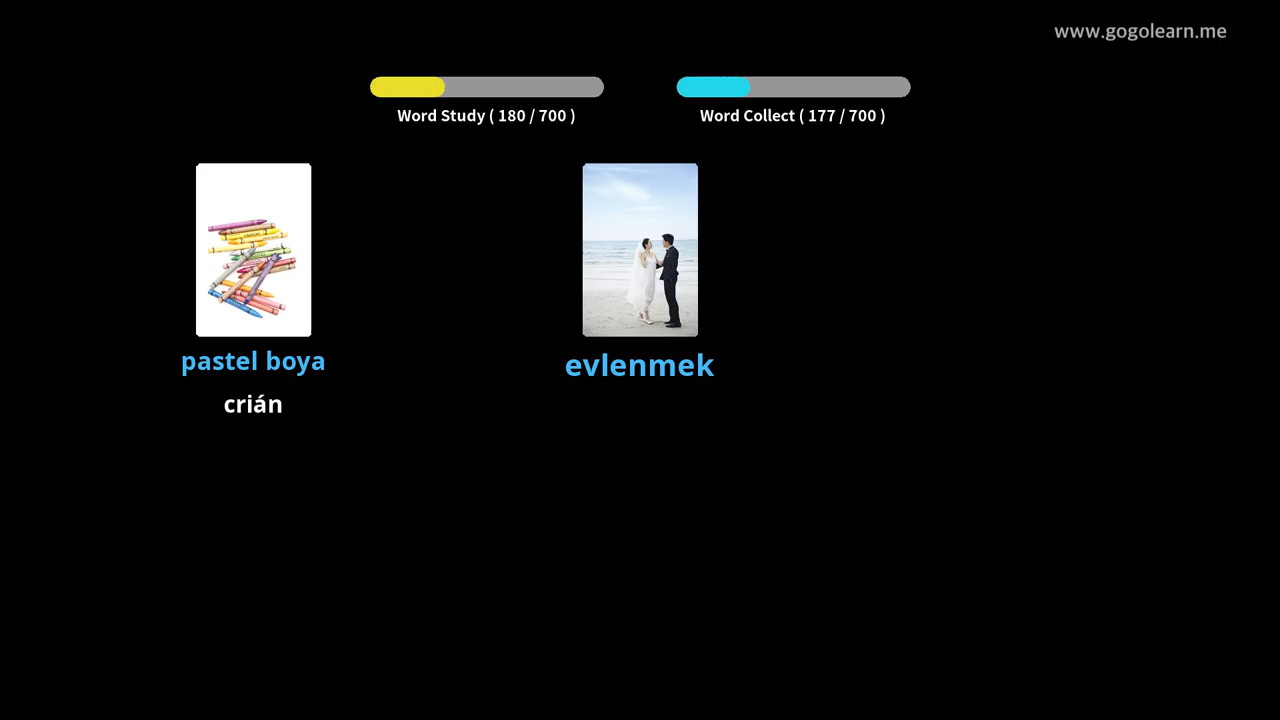 www.gogolearn.me
Word Study ( 180 / 700 )
Word Collect ( 177 / 700 )
pastel boya
evlenmek
crián